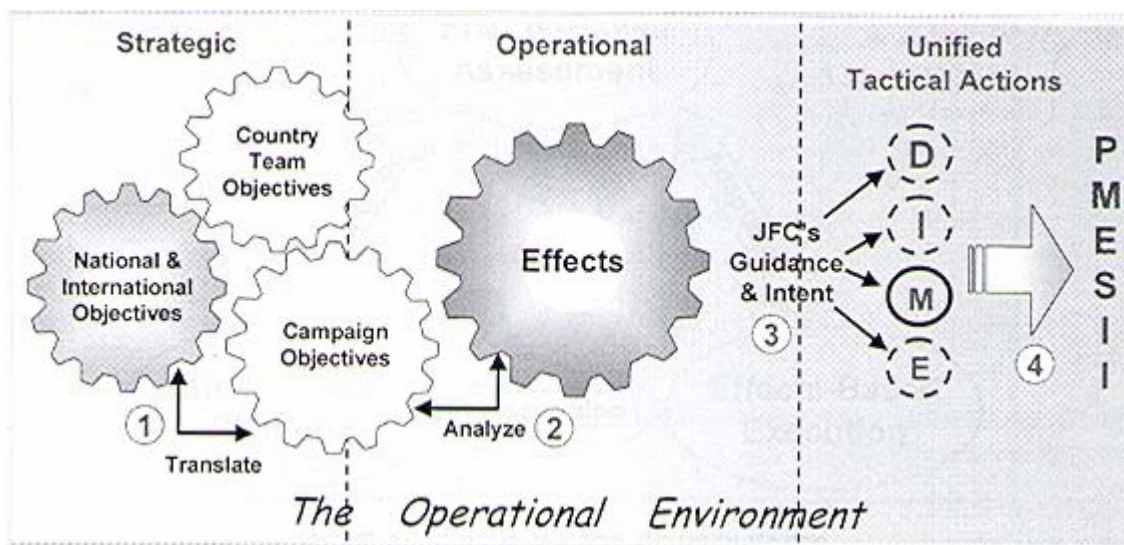 Strategic
Operational
Unified
Tactical Actions
Country
Team
Objectives
National &
International
Objectives
Campaign
Objectives
Effects
JFC's
Guidance
& Intent
D
I
M
E
P
M
E
S
I
I
1
Translate
Analyze
2
3
4
The Operational Environment